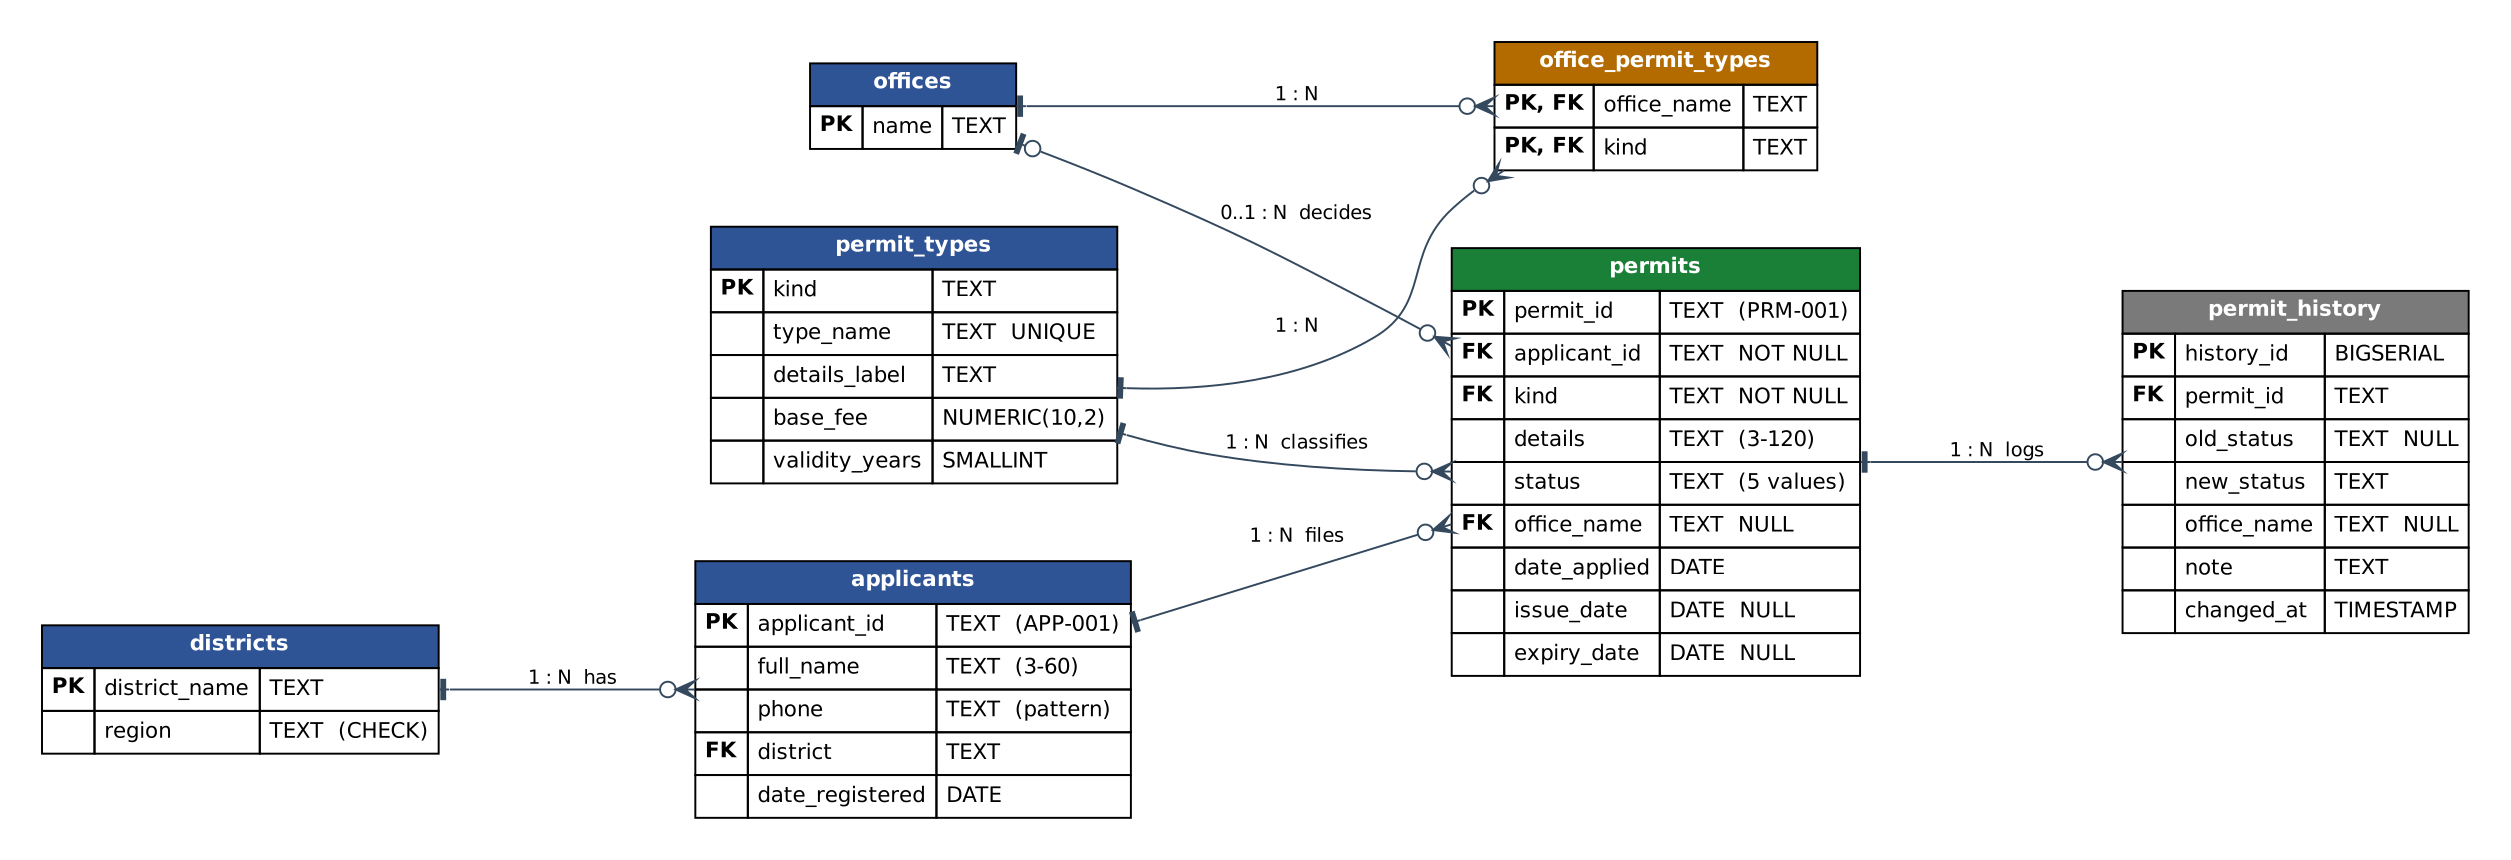 offices
PK name TEXT
1 : N
office_permit_types
PK, FK office_name TEXT
PK, FK kind TEXT
0..1 : N decides
permit_types
PK kind TEXT
type_name TEXT UNIQUE
details_label TEXT
base_fee NUMERIC(10,2)
validity_years SMALLINT
1 : N
1 : N classifies
permits
PK permit_id TEXT (PRM-001)
FK applicant_id TEXT NOT NULL
FK kind TEXT NOT NULL
details TEXT (3-120)
status TEXT (5 values)
FK office_name TEXT NULL
date_applied DATE
issue_date DATE NULL
expiry_date DATE NULL
1 : N logs
permit_history
PK history_id BIGSERIAL
FK permit_id TEXT
old_status TEXT NULL
new_status TEXT
office_name TEXT NULL
note TEXT
changed_at TIMESTAMP
1 : N files
applicants
PK applicant_id TEXT (APP-001)
full_name TEXT (3-60)
phone TEXT (pattern)
FK district TEXT
date_registered DATE
districts
PK district_name TEXT
region TEXT (CHECK)
1 : N has